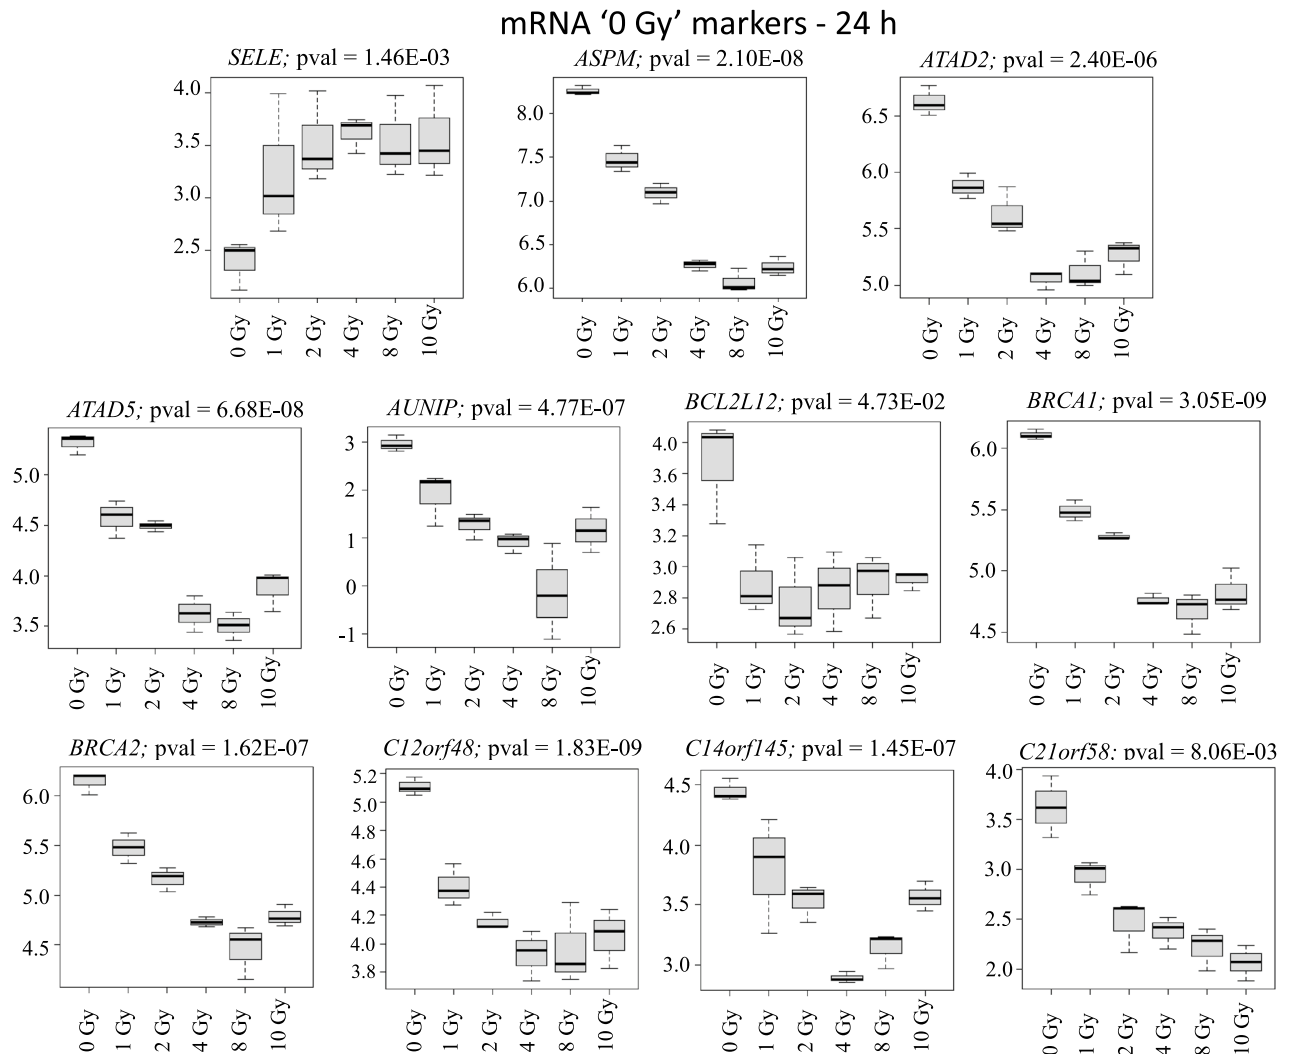 mRNA ‘0 Gy’ markers - 24 h
SELE; pval = 1.46E-03
4.0
3.5
3.0
2.5
0 Gy
1 Gy
2 Gy
4 Gy
8 Gy
10 Gy
ASPM; pval = 2.10E-08
8.0
7.5
7.0
6.5
6.0
0 Gy
1 Gy
2 Gy
4 Gy
8 Gy
10 Gy
ATAD2; pval = 2.40E-06
6.5
6.0
5.5
5.0
0 Gy
1 Gy
2 Gy
4 Gy
8 Gy
10 Gy
ATAD5; pval = 6.68E-08
5.0
4.5
4.0
3.5
0 Gy
1 Gy
2 Gy
4 Gy
8 Gy
10 Gy
AUNIP; pval = 4.77E-07
3
2
1
0
-1
0 Gy
1 Gy
2 Gy
4 Gy
8 Gy
10 Gy
BCL2L12; pval = 4.73E-02
4.0
3.6
3.4
3.2
3.0
2.8
2.6
0 Gy
1 Gy
2 Gy
4 Gy
8 Gy
10 Gy
BRCA1; pval = 3.05E-09
6.0
5.5
5.0
4.5
0 Gy
1 Gy
2 Gy
4 Gy
8 Gy
10 Gy
BRCA2; pval = 1.62E-07
6.0
5.5
5.0
4.5
0 Gy
1 Gy
2 Gy
4 Gy
8 Gy
10 Gy
C12orf48; pval = 1.83E-09
5.2
5.0
4.8
4.6
4.4
4.2
4.0
3.8
0 Gy
1 Gy
2 Gy
4 Gy
8 Gy
10 Gy
C14orf145; pval = 1.45E-07
4.5
4.0
3.5
3.0
0 Gy
1 Gy
2 Gy
4 Gy
8 Gy
10 Gy
C21orf58; pval = 8.06E-03
4.0
3.5
3.0
2.5
2.0
0 Gy
1 Gy
2 Gy
4 Gy
8 Gy
10 Gy